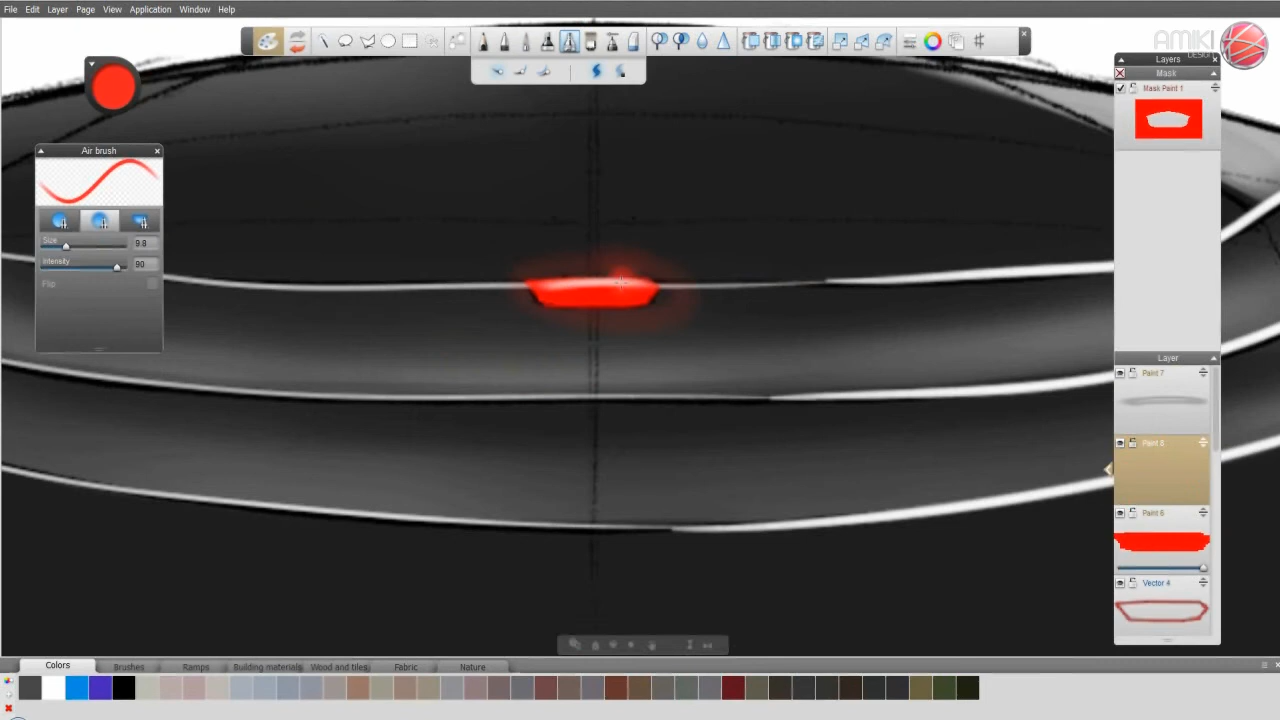 File Edit Layer Page View Application Window Help
AMIKI
DESIGN
Layers
Mask
Mask Paint 1
Air brush
Size 9.8
Intensity 90
Flip
Layer
Paint 7
Paint 8
Paint 6
Vector 4
Colors Brushes Ramps Building materials Wood and tiles Fabric Nature